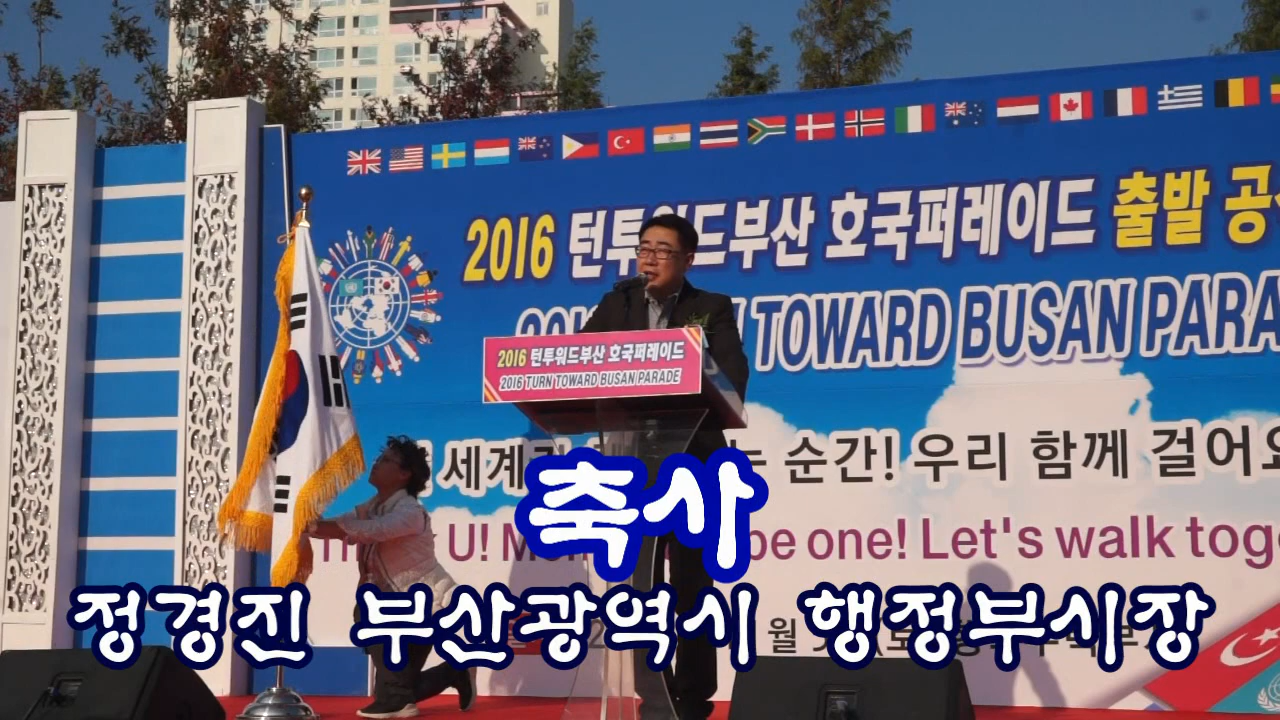 2016 턴투워드부산 호국퍼레이드 출발 공
TOWARD BUSAN PARA
2016 턴투워드부산 호국퍼레이드
2016 TURN TOWARD BUSAN PARADE
세계가 순간! 우리 함께 걸어요
U! be one! Let's walk toge
축사
정경진 부산광역시 행정부시장